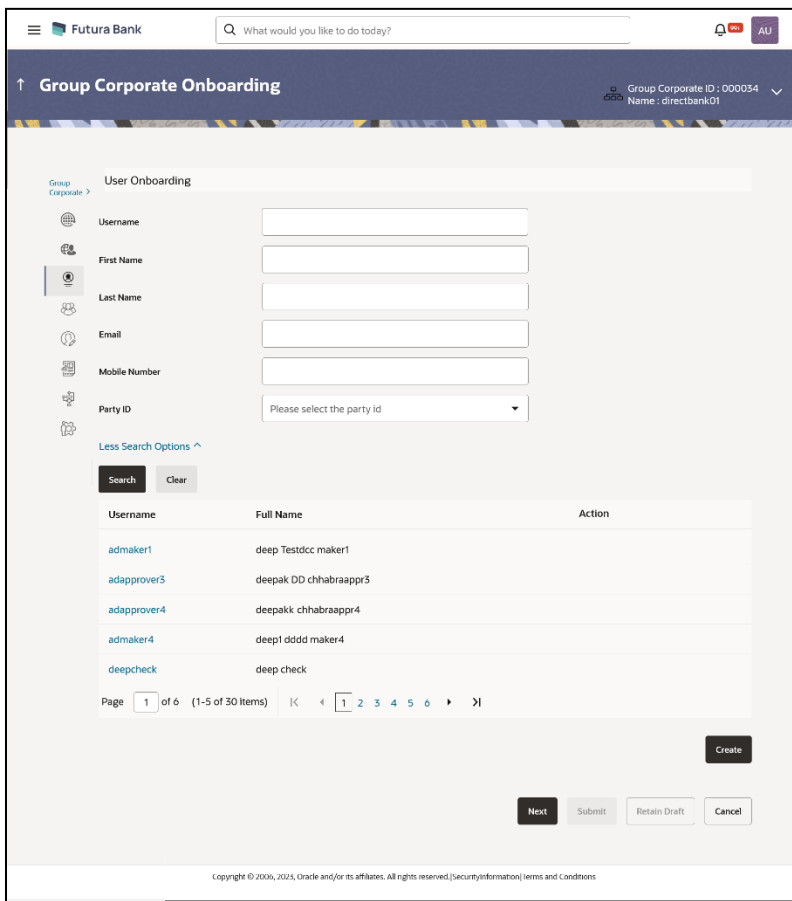 Futura Bank
What would you like to do today?
99+
AU
Group Corporate Onboarding
Group Corporate ID : 000034
Name : directbank01
Group
Corporate >
User Onboarding
Username
First Name
Last Name
Email
Mobile Number
Party ID
Please select the party id
Less Search Options
Search Clear
Username Full Name Action
admaker1 deep Testdcc maker1
adapprover3 deepak DD chhabraappr3
adapprover4 deepakk chhabraappr4
admaker4 deep1 dddd maker4
deepcheck deep check
Page 1 of 6 (1-5 of 30 items) 1 2 3 4 5 6
Create
Next Submit Retain Draft Cancel
Copyright © 2006, 2023, Oracle and/or its affiliates. All rights reserved.|SecurityInformation|Terms and Conditions